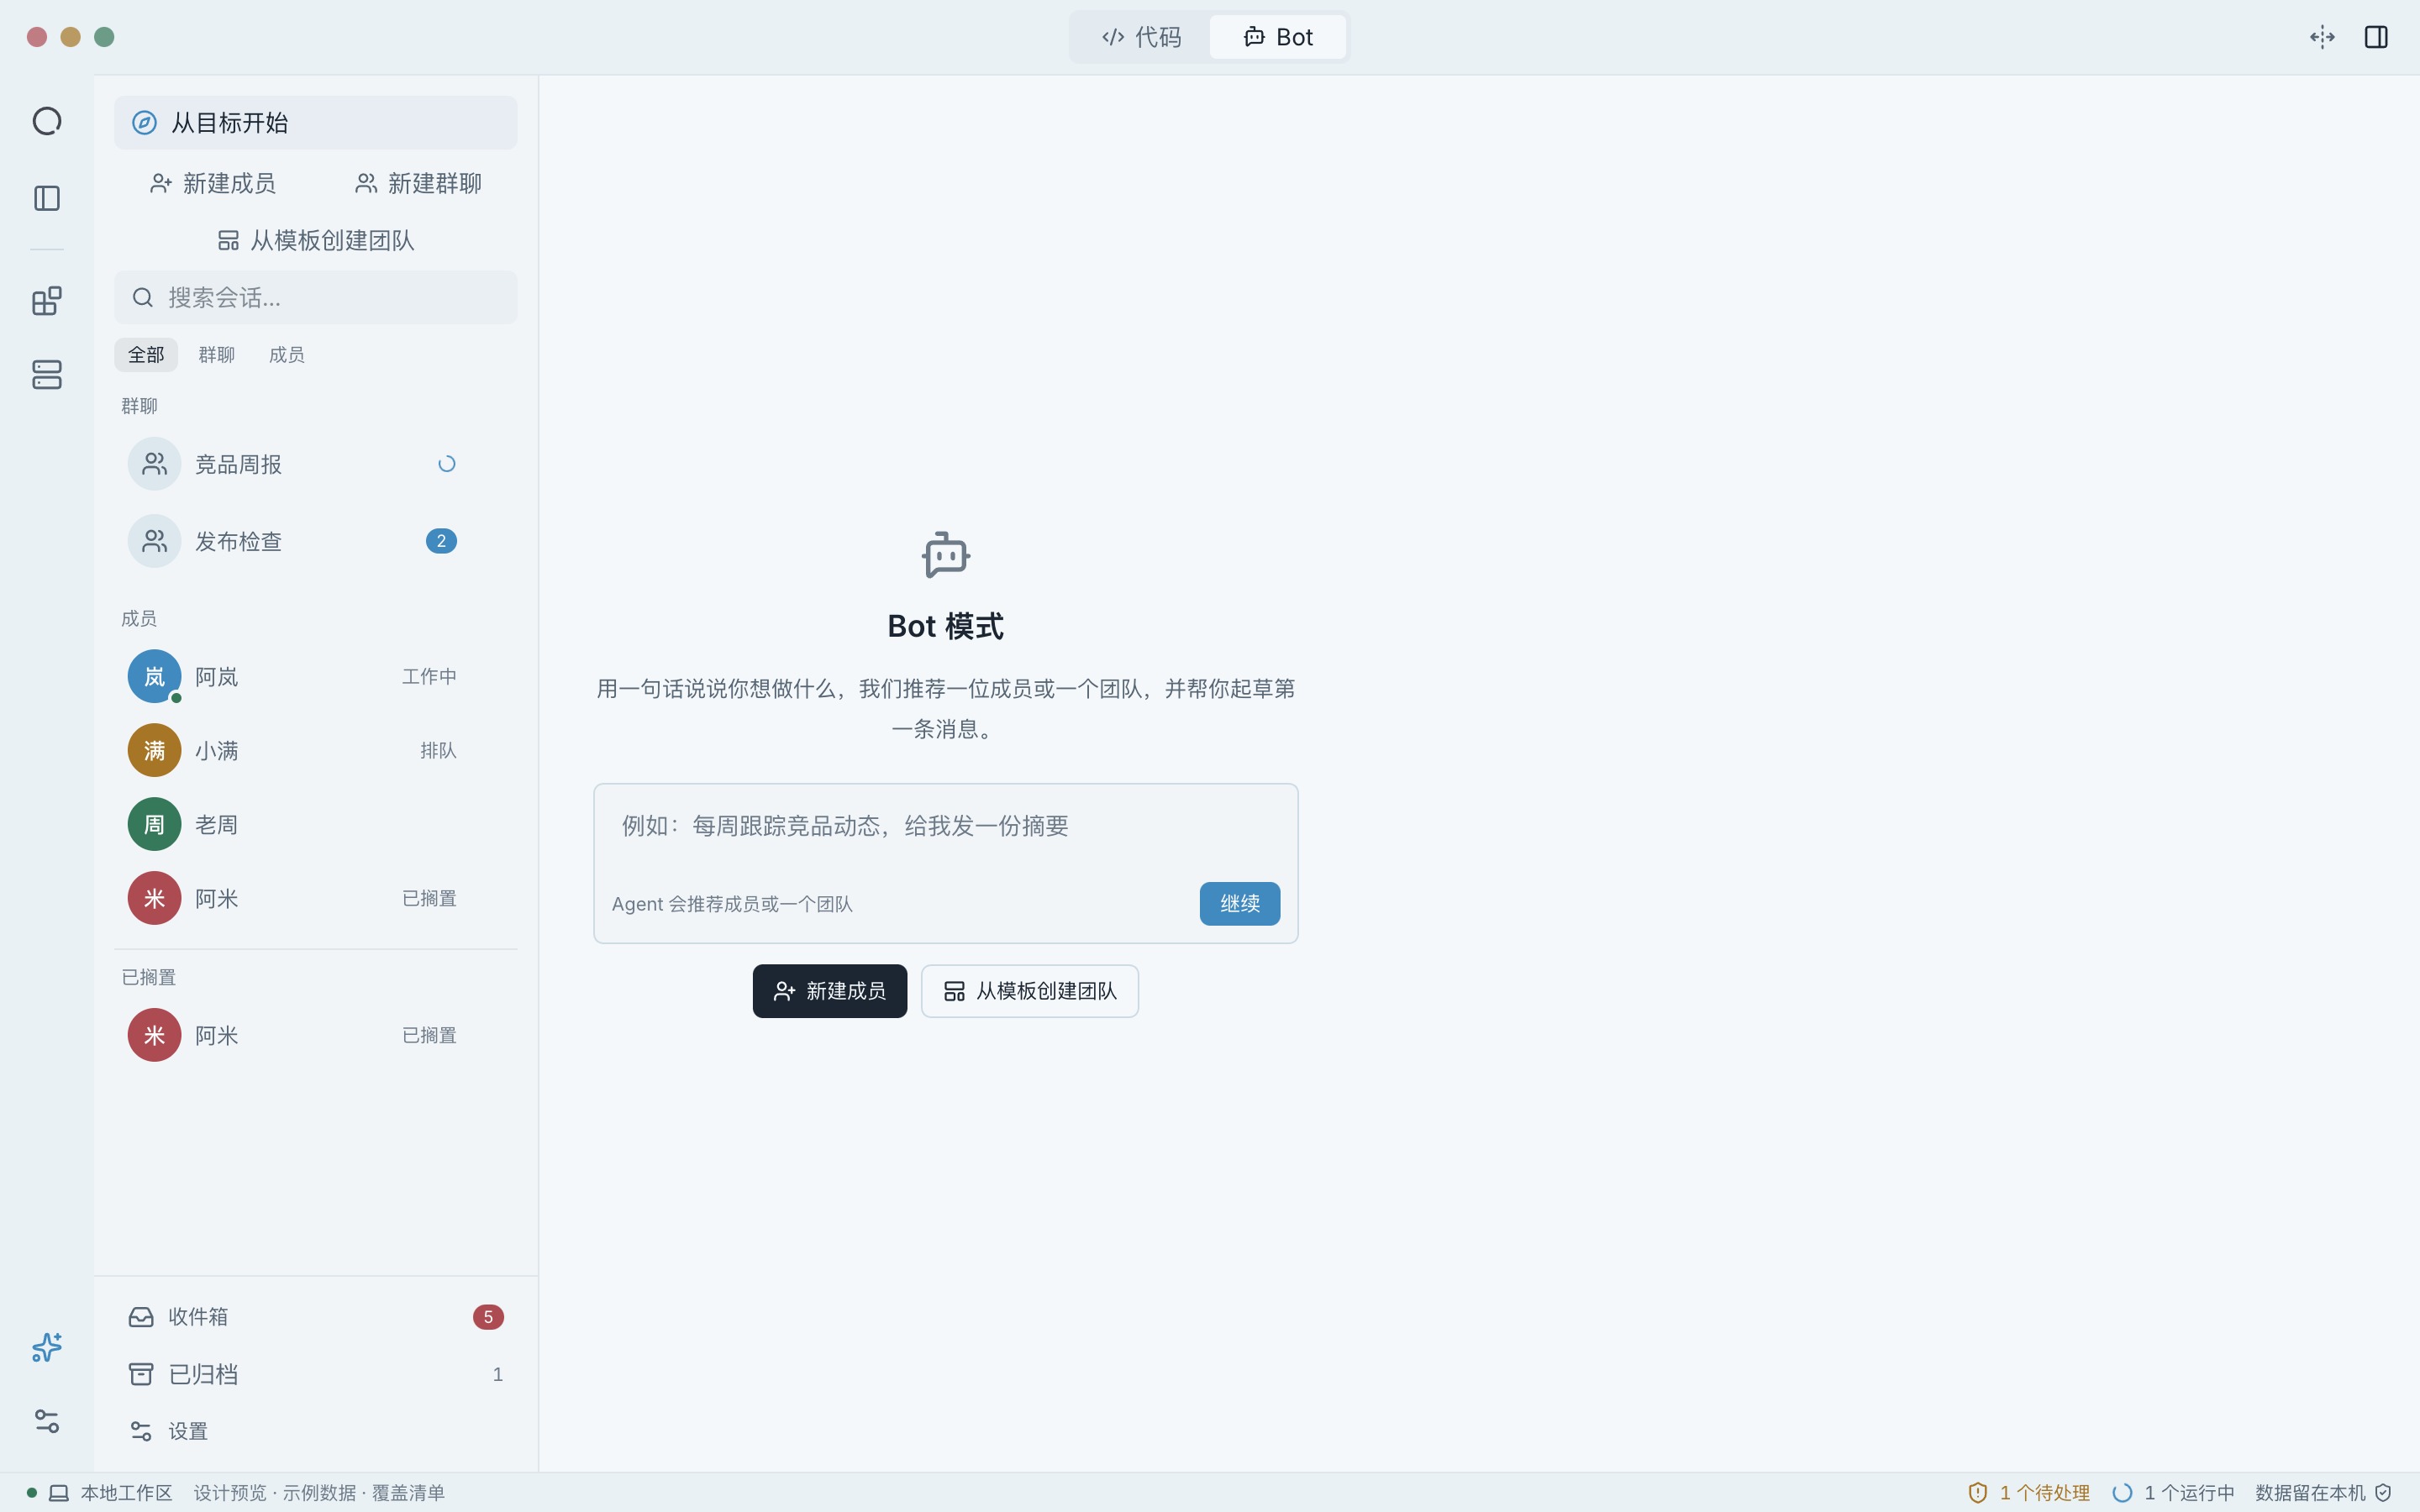 代码
Bot
从目标开始
新建成员
新建群聊
从模板创建团队
搜索会话...
全部
群聊
成员
群聊
竞品周报
发布检查
2
成员
岚
阿岚
工作中
满
小满
排队
周
老周
米
阿米
已搁置
已搁置
米
阿米
已搁置
收件箱
5
已归档
1
设置
Bot 模式
用一句话说说你想做什么，我们推荐一位成员或一个团队，并帮你起草第
一条消息。
例如：每周跟踪竞品动态，给我发一份摘要
Agent 会推荐成员或一个团队
继续
新建成员
从模板创建团队
本地工作区
设计预览 · 示例数据 · 覆盖清单
1 个待处理
1 个运行中
数据留在本机